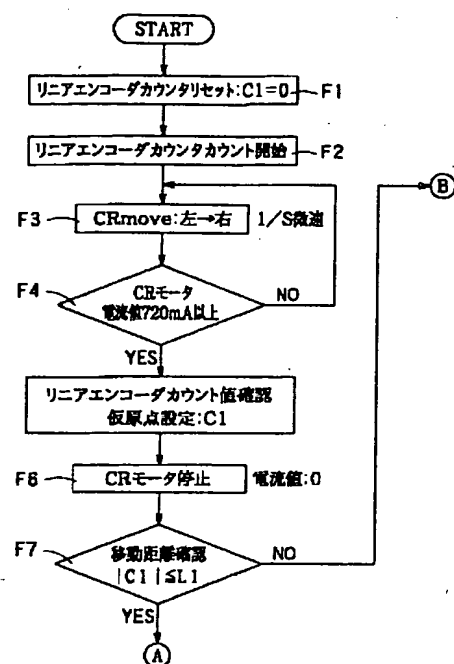 START
リニアエンコーダカウンタリセット:C1=0
F1
リニアエンコーダカウンタカウント開始
F2
B
F3
CRmove:左→右
1/S微速
F4
CRモータ
電流値720mA以上
NO
YES
リニアエンコーダカウント値確認
仮原点設定:C1
F6
CRモータ停止
電流値:0
F7
移動距離確認
|C1|≦L1
NO
YES
A